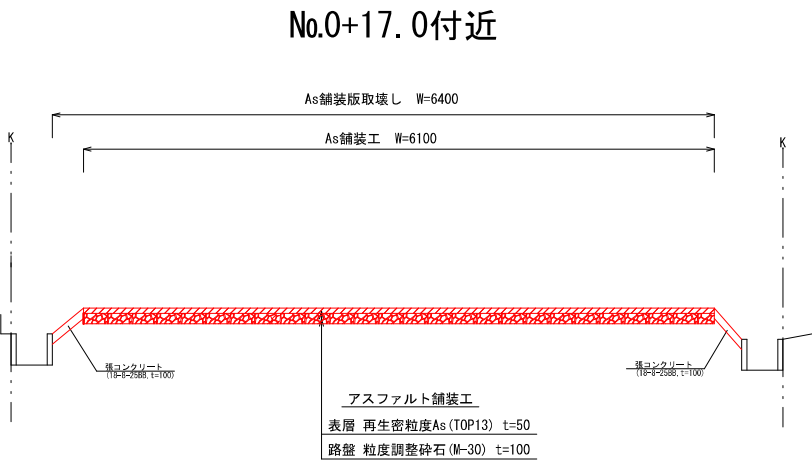 No.0+17.0付近
As舗装版取壊し W=6400
As舗装工 W=6100
K
K
張コンクリート
(18-8-25BB,t=100)
張コンクリート
(18-8-25BB,t=100)
アスファルト舗装工
表層 再生密粒度As(TOP13) t=50
路盤 粒度調整砕石(M-30) t=100